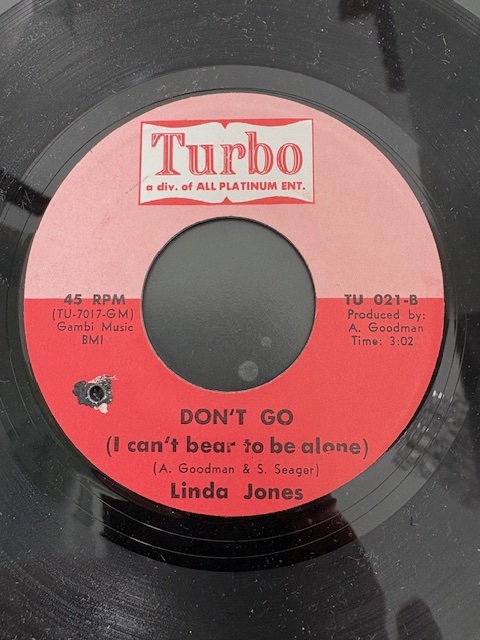 Turbo
a div. of ALL PLATINUM ENT.
45 RPM
(TU-7017-GM)
Gambi Music
BMI
TU 021-B
Produced by:
A. Goodman
Time: 3:02
DON'T GO
(I can't bear to be alone)
(A. Goodman & S. Seager)
Linda Jones